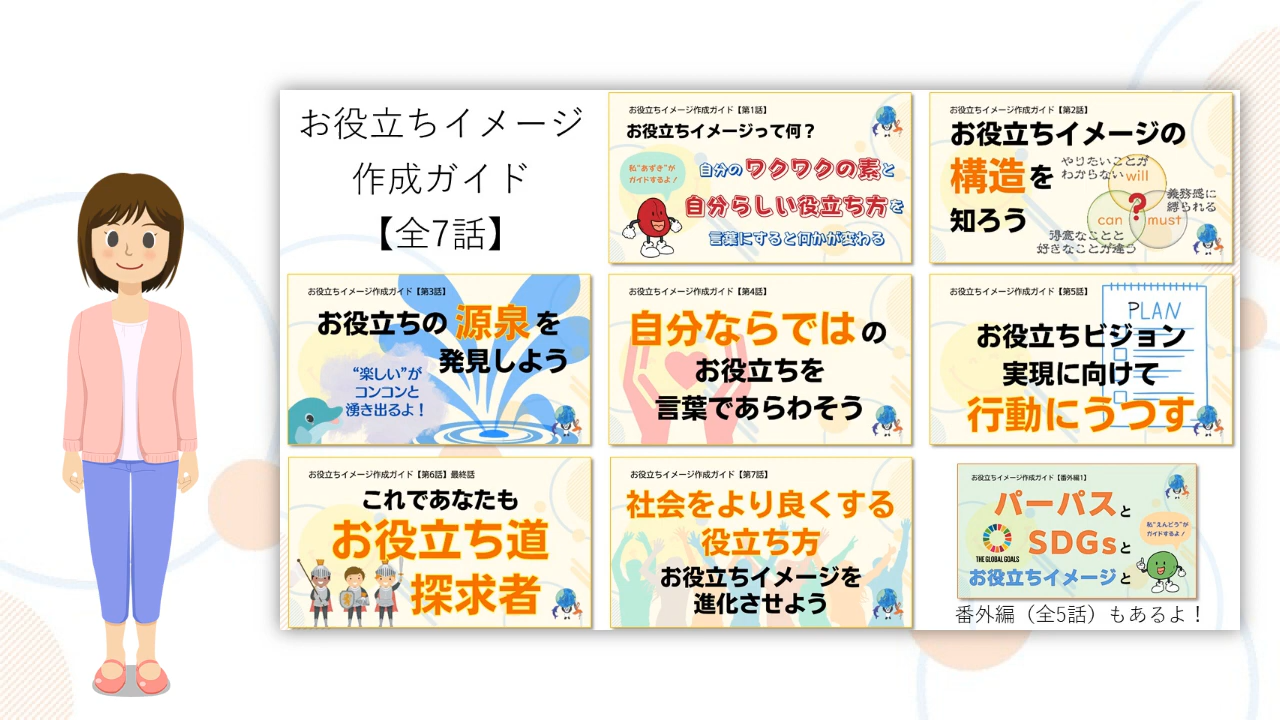 お役立ちイメージ
作成ガイド
【全7話】
お役立ちイメージ作成ガイド【第1話】
お役立ちイメージって何？
私“あずき”が
ガイドするよ！
自分のワクワクの素と
自分らしい役立ち方を
言葉にすると何かが変わる
お役立ちイメージ作成ガイド【第2話】
お役立ちイメージの
構造を
知ろう
やりたいことが
わからない
will
義務感に
縛られる
?
can
must
得意なことと
好きなことが違う
お役立ちイメージ作成ガイド【第3話】
お役立ちの源泉を
発見しよう
“楽しい”が
コンコンと
湧き出るよ！
お役立ちイメージ作成ガイド【第4話】
自分ならではの
お役立ちを
言葉であらわそう
お役立ちイメージ作成ガイド【第5話】
PLAN
お役立ちビジョン
実現に向けて
行動にうつす
お役立ちイメージ作成ガイド【第6話】最終話
これであなたも
お役立ち道
探求者
お役立ちイメージ作成ガイド【第7話】
社会をより良くする
役立ち方
お役立ちイメージを
進化させよう
お役立ちイメージ作成ガイド【番外編1】
パーパスと
SDGsと
お役立ちイメージと
THE GLOBAL GOALS
私“えんどう”が
ガイドするよ！
番外編（全5話）もあるよ！